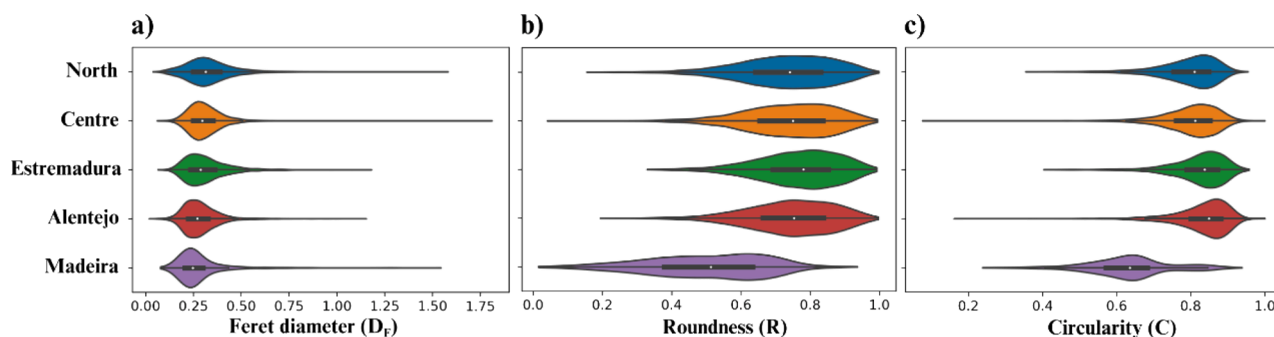 a)
b)
c)
North
Centre
Estremadura
Alentejo
Madeira
0.00 0.25 0.50 0.75 1.00 1.25 1.50 1.75
0.0 0.2 0.4 0.6 0.8 1.0
0.2 0.4 0.6 0.8 1.0
Feret diameter (D_F)
Roundness (R)
Circularity (C)